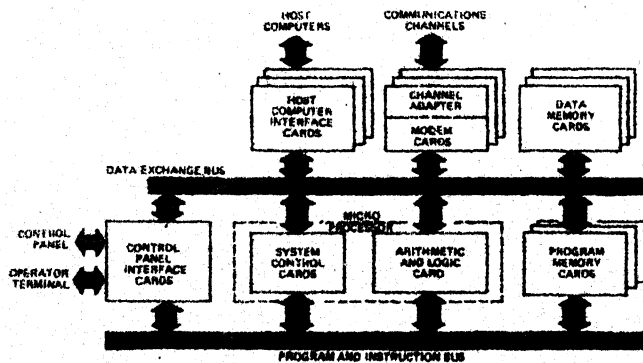 HOST
COMPUTERS
COMMUNICATIONS
CHANNELS
HOST
COMPUTER
INTERFACE
CARDS
CHANNEL
ADAPTER
MODEM
CARDS
DATA
MEMORY
CARDS
DATA EXCHANGE BUS
MICRO
PROCESSOR
CONTROL
PANEL
OPERATOR
TERMINAL
CONTROL
PANEL
INTERFACE
CARDS
SYSTEM
CONTROL
CARDS
ARITHMETIC
AND LOGIC
CARD
PROGRAM
MEMORY
CARDS
PROGRAM AND INSTRUCTION BUS